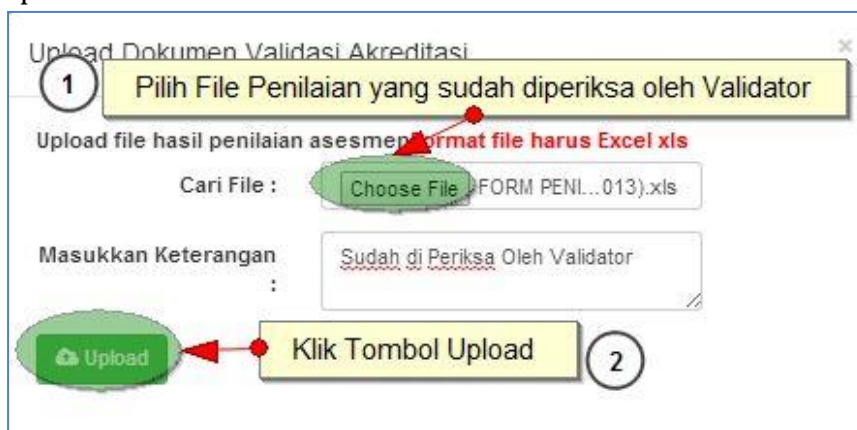 Upload Dokumen Validasi Akreditasi
×
1
Pilih File Penilaian yang sudah diperiksa oleh Validator
Upload file hasil penilaian asesmen format file harus Excel xls
Cari File :
Choose File FORM PENI...013).xls
Masukkan Keterangan :
Sudah di Periksa Oleh Validator
Upload
Klik Tombol Upload
2